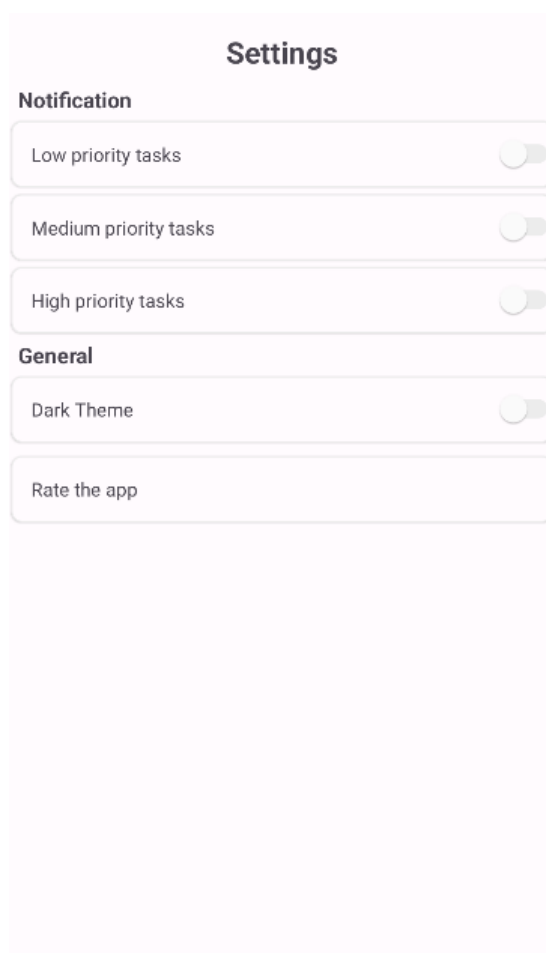 Settings
Notification
Low priority tasks
Medium priority tasks
High priority tasks
General
Dark Theme
Rate the app